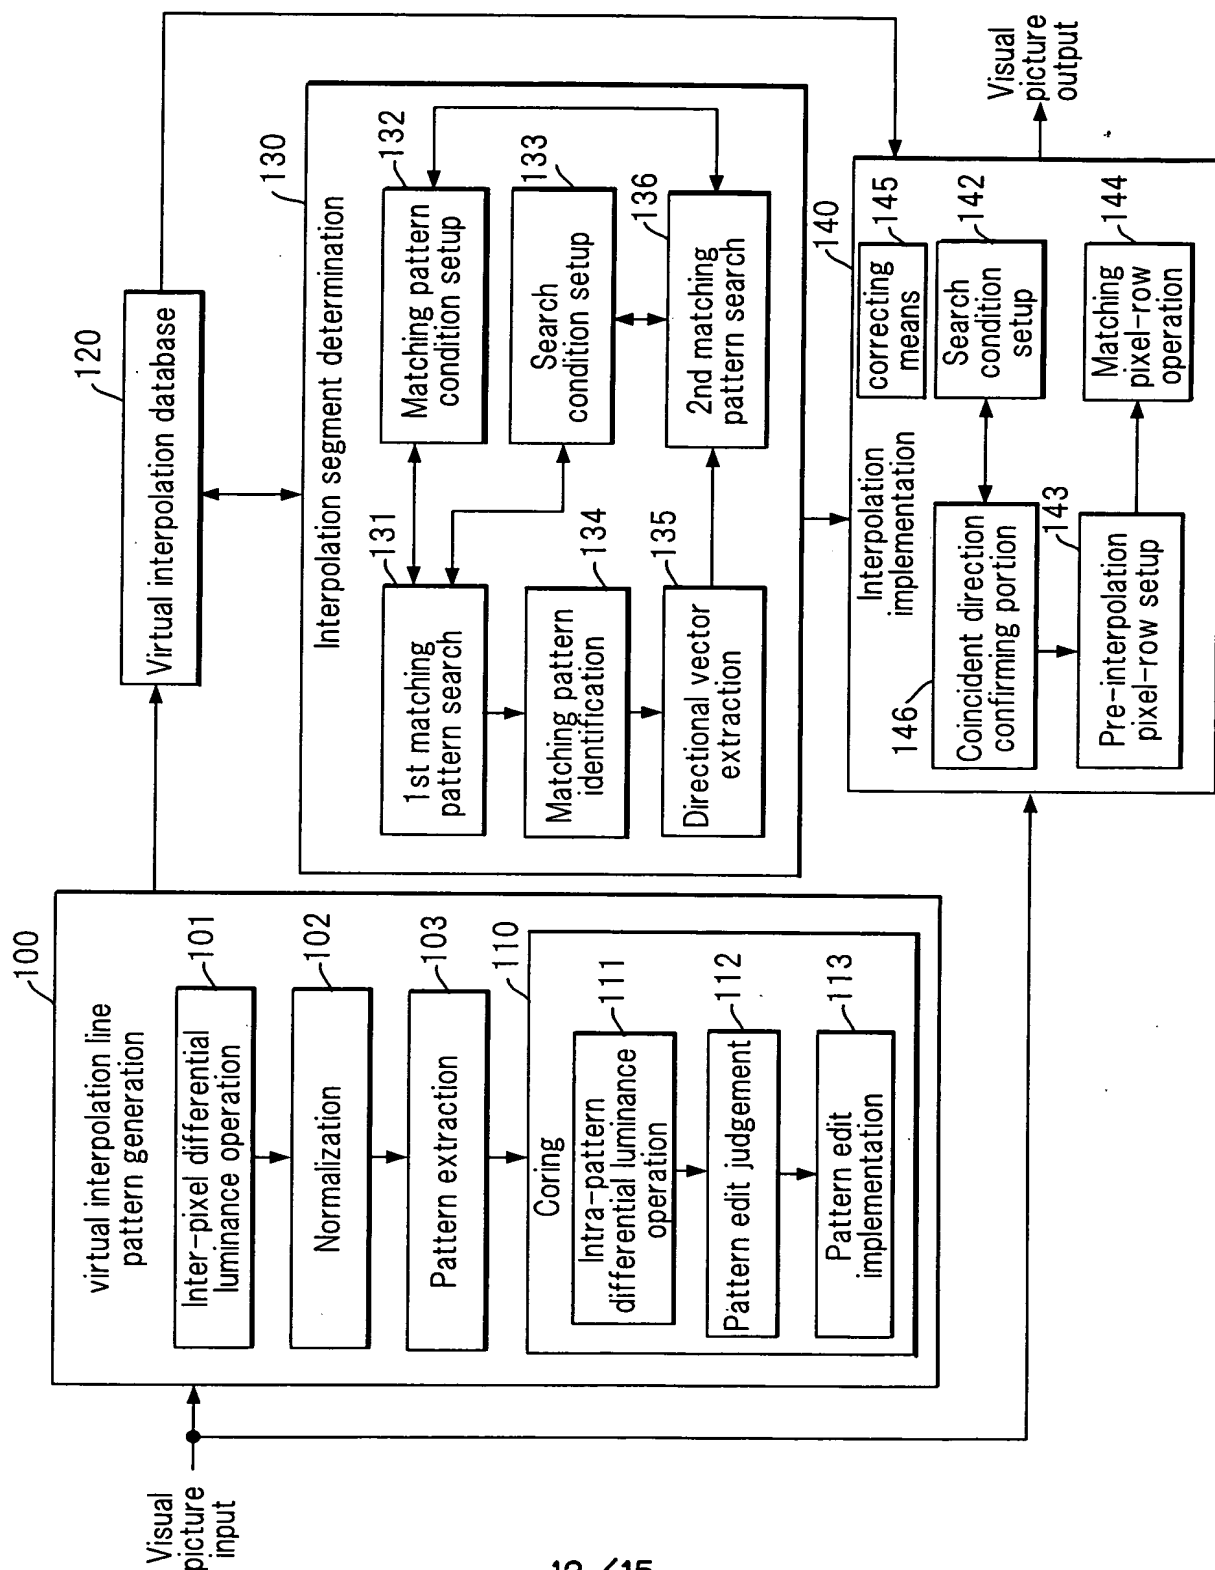 Visual
picture
input
100
virtual interpolation line
pattern generation
101
Inter-pixel differential
luminance operation
102
Normalization
103
Pattern extraction
110
Coring
111
Intra-pattern
differential luminance
operation
112
Pattern edit judgement
113
Pattern edit
implementation
120
Virtual interpolation database
130
Interpolation segment determination
131
1st matching
pattern search
132
Matching pattern
condition setup
133
Search
condition setup
134
Matching pattern
identification
135
Directional vector
extraction
136
2nd matching
pattern search
140
Interpolation
implementation
145
correcting
means
142
Search
condition
setup
146
Coincident direction
confirming portion
143
Pre-interpolation
pixel-row setup
144
Matching
pixel-row
operation
Visual
picture
output